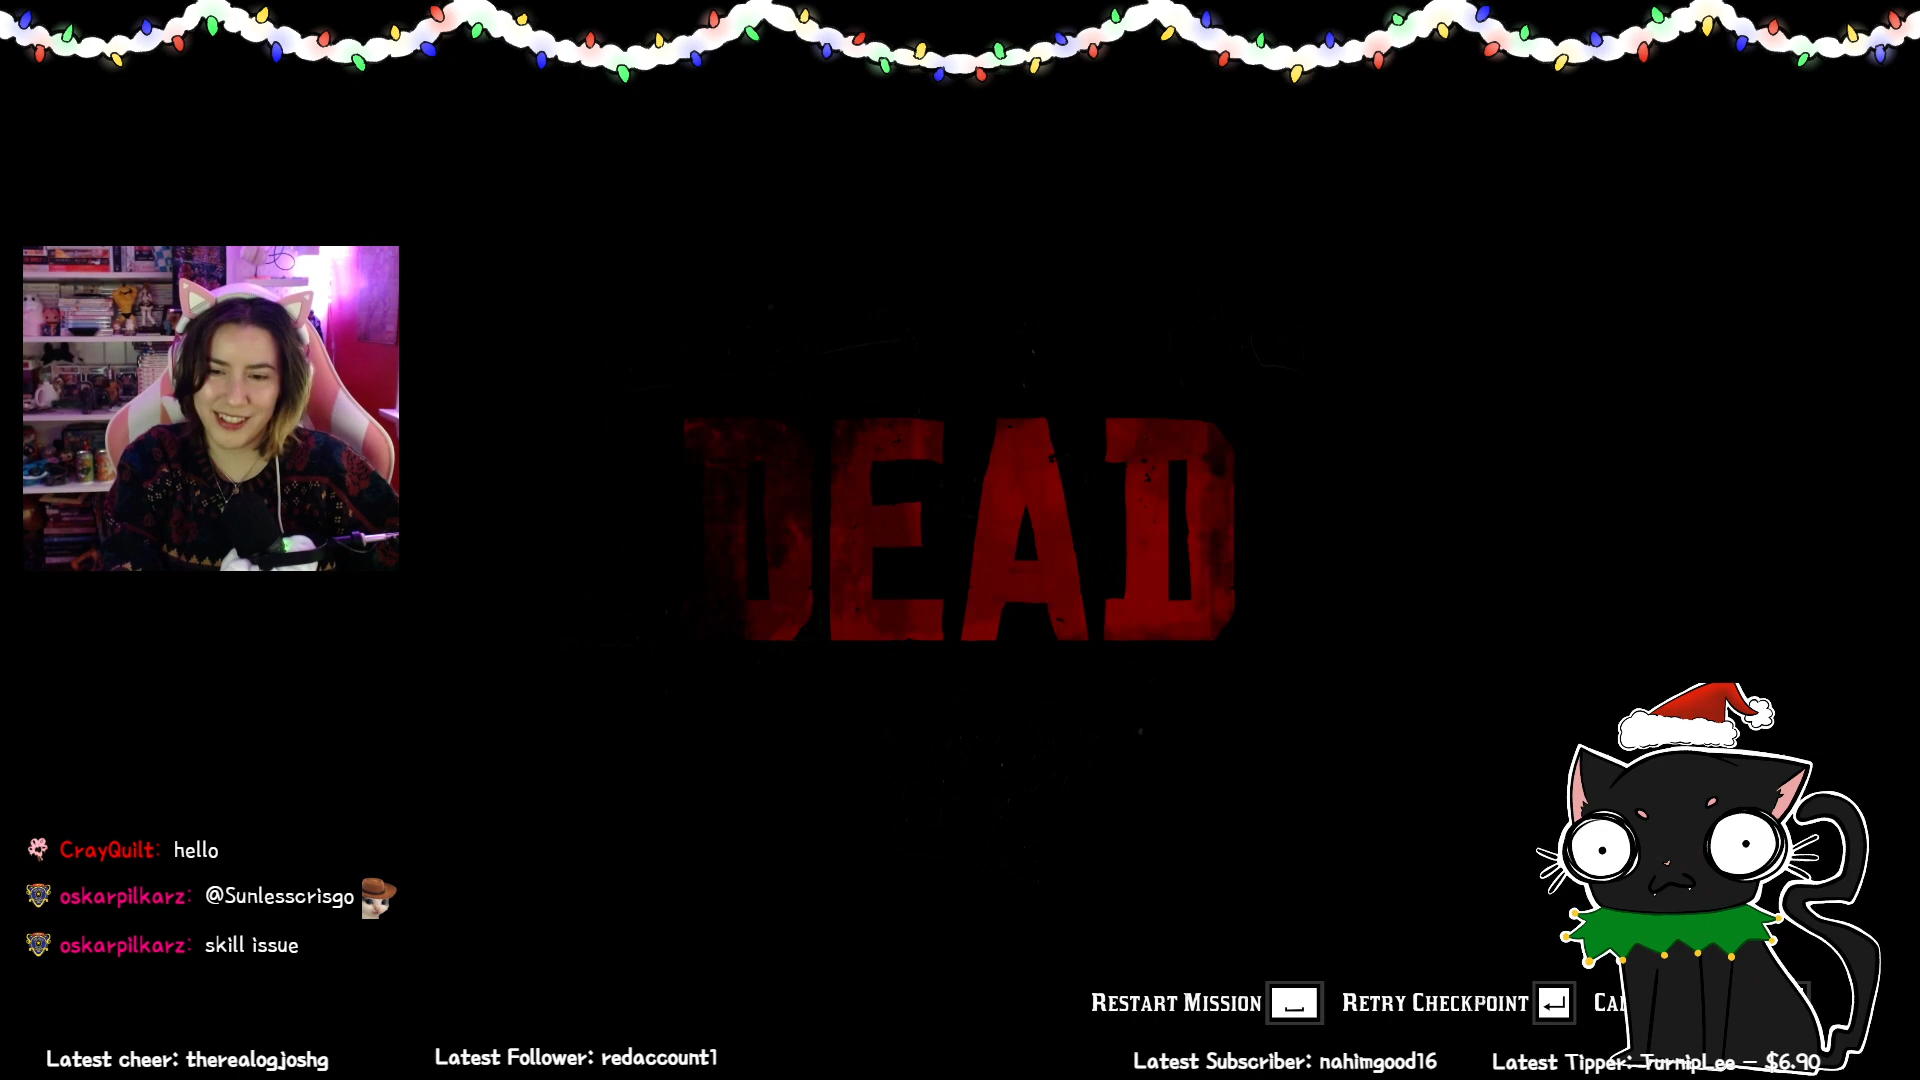 DEAD
CrayQuilt: hello
oskarpilkarz: @Sunlesscrisgo
oskarpilkarz: skill issue
Restart Mission Retry Checkpoint
Latest cheer: therealogjoshg Latest Follower: redaccount1 Latest Subscriber: nahimgood16 Latest Tipper: TurnipLee – $6.90